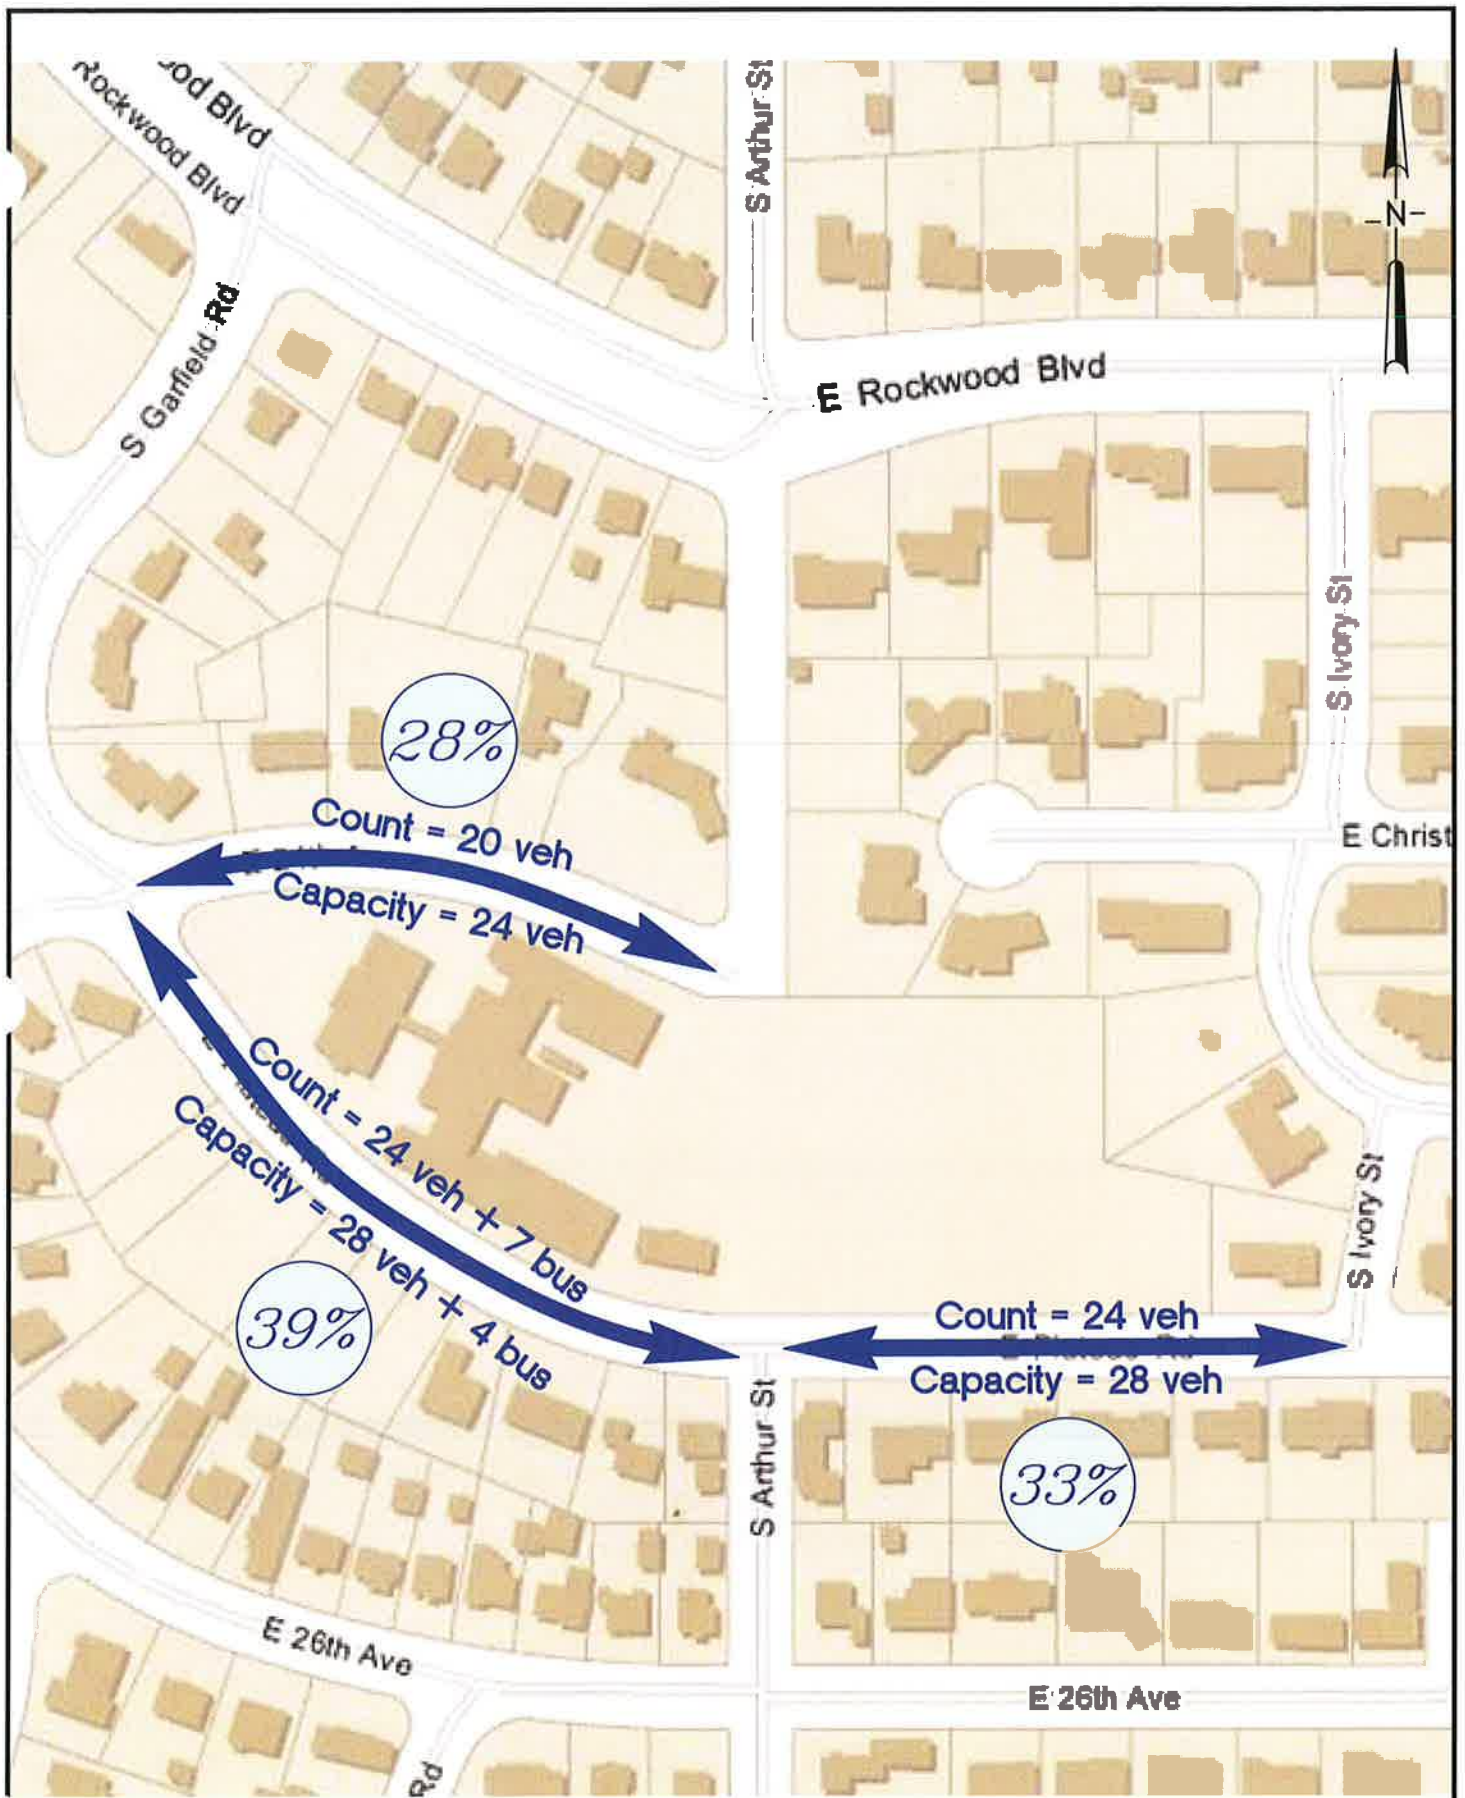 ood Blvd
Rockwood Blvd
S Arthur St
-N-
S Garfield Rd
E Rockwood Blvd
S Ivory St
28%
Count = 20 veh
Capacity = 24 veh
E Christ
Count = 24 veh + 7 bus
Capacity = 28 veh + 4 bus
39%
S Ivory St
Count = 24 veh
Capacity = 28 veh
S Arthur St
33%
E 26th Ave
E 26th Ave
Rd